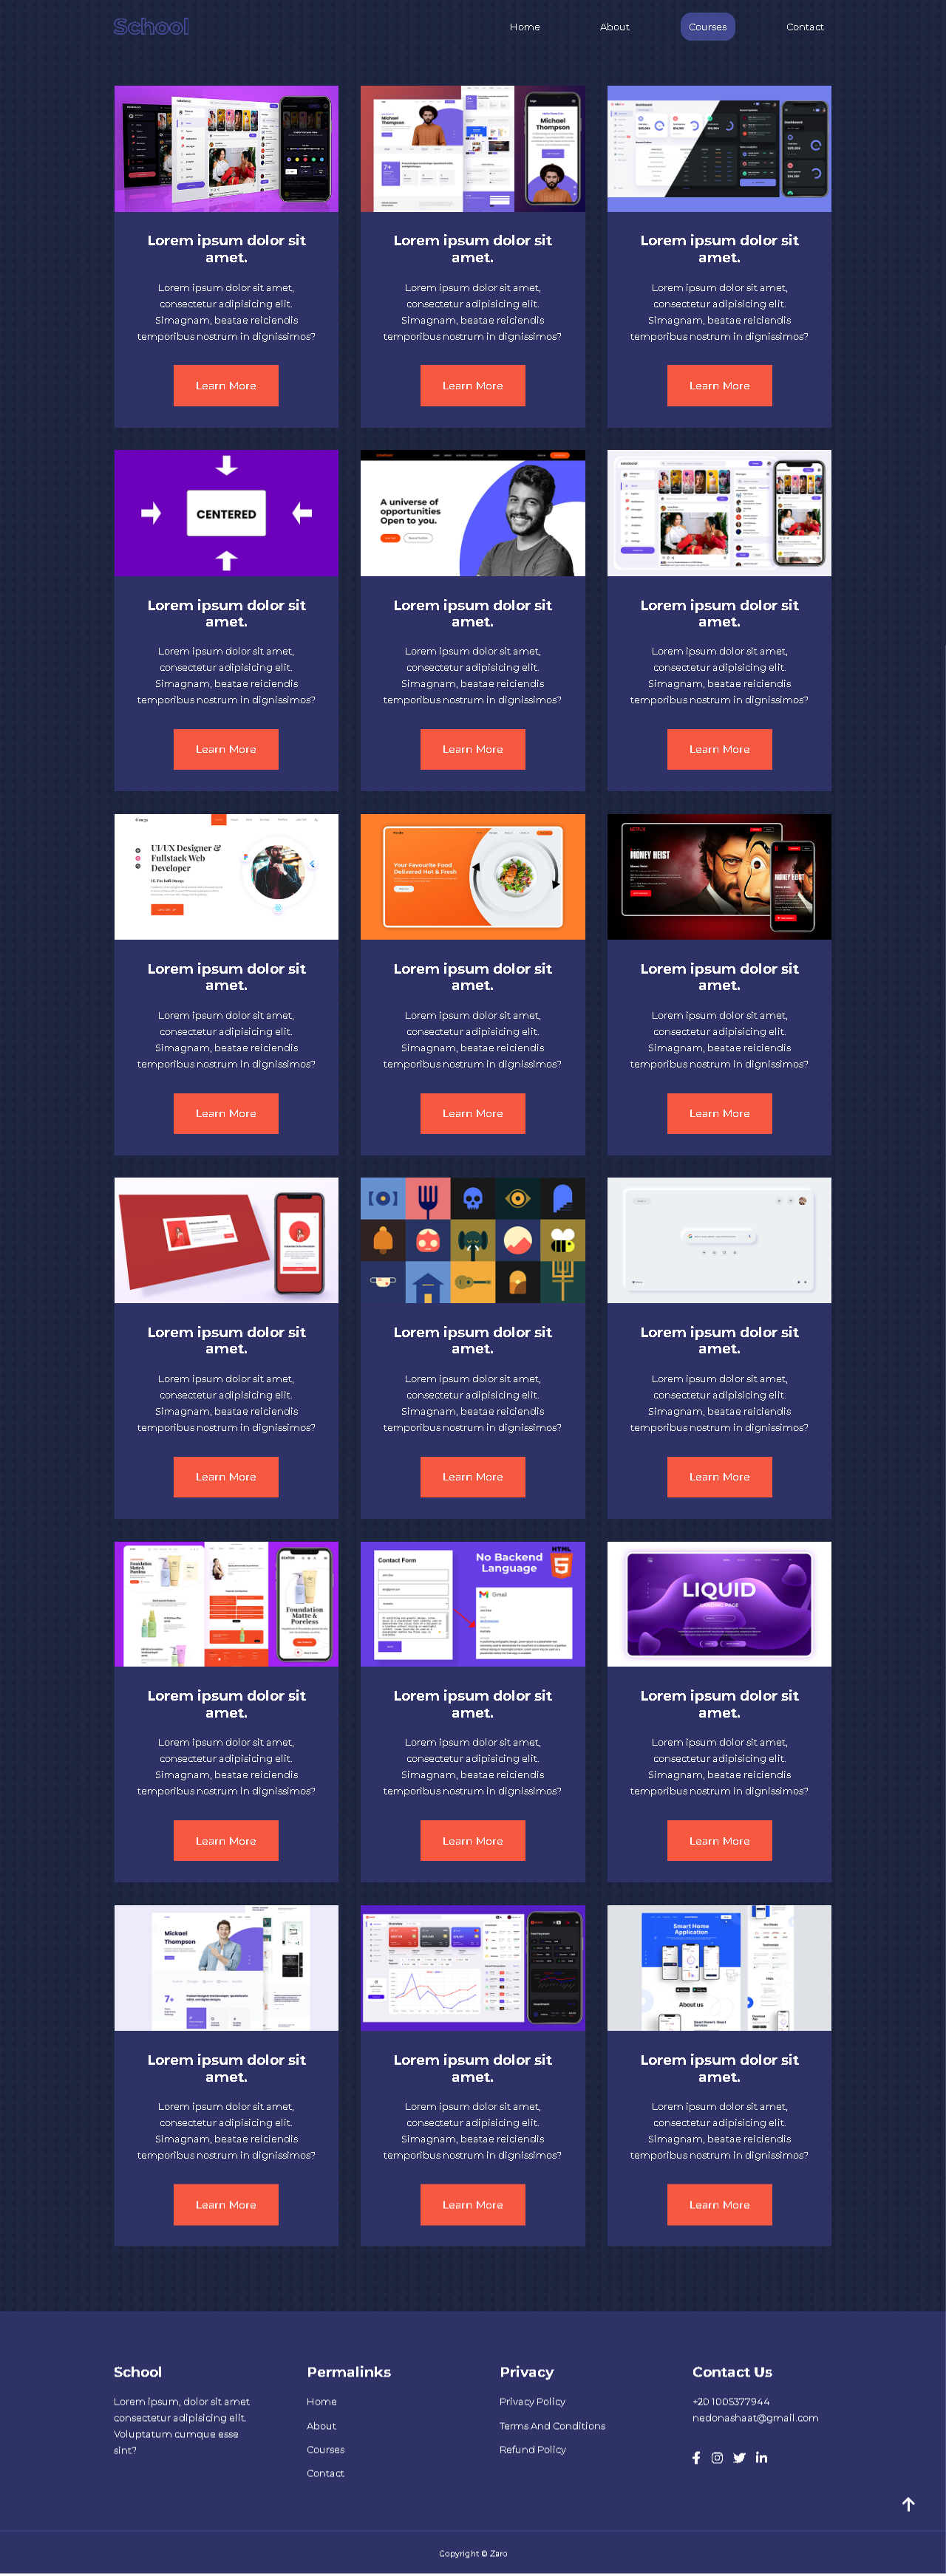 School
Home
About
Courses
Contact
Michael
Thompson
Michael
Thompson
Dashboard
Lorem ipsum dolor sit
amet.
Lorem ipsum dolor sit amet,
consectetur adipisicing elit.
Simagnam, beatae reiciendis
temporibus nostrum in dignissimos?
Learn More
Lorem ipsum dolor sit
amet.
Lorem ipsum dolor sit amet,
consectetur adipisicing elit.
Simagnam, beatae reiciendis
temporibus nostrum in dignissimos?
Learn More
Lorem ipsum dolor sit
amet.
Lorem ipsum dolor sit amet,
consectetur adipisicing elit.
Simagnam, beatae reiciendis
temporibus nostrum in dignissimos?
Learn More
CENTERED
A universe of
opportunities
Open to you.
Lorem ipsum dolor sit
amet.
Lorem ipsum dolor sit amet,
consectetur adipisicing elit.
Simagnam, beatae reiciendis
temporibus nostrum in dignissimos?
Learn More
Lorem ipsum dolor sit
amet.
Lorem ipsum dolor sit amet,
consectetur adipisicing elit.
Simagnam, beatae reiciendis
temporibus nostrum in dignissimos?
Learn More
Lorem ipsum dolor sit
amet.
Lorem ipsum dolor sit amet,
consectetur adipisicing elit.
Simagnam, beatae reiciendis
temporibus nostrum in dignissimos?
Learn More
UI/UX Designer &
Fullstack Web
Developer
Your Favourite Food
Delivered Hot & Fresh
NETFLIX
MONEY HEIST
MONEY HEIST
Lorem ipsum dolor sit
amet.
Lorem ipsum dolor sit amet,
consectetur adipisicing elit.
Simagnam, beatae reiciendis
temporibus nostrum in dignissimos?
Learn More
Lorem ipsum dolor sit
amet.
Lorem ipsum dolor sit amet,
consectetur adipisicing elit.
Simagnam, beatae reiciendis
temporibus nostrum in dignissimos?
Learn More
Lorem ipsum dolor sit
amet.
Lorem ipsum dolor sit amet,
consectetur adipisicing elit.
Simagnam, beatae reiciendis
temporibus nostrum in dignissimos?
Learn More
Lorem ipsum dolor sit
amet.
Lorem ipsum dolor sit amet,
consectetur adipisicing elit.
Simagnam, beatae reiciendis
temporibus nostrum in dignissimos?
Learn More
Lorem ipsum dolor sit
amet.
Lorem ipsum dolor sit amet,
consectetur adipisicing elit.
Simagnam, beatae reiciendis
temporibus nostrum in dignissimos?
Learn More
Lorem ipsum dolor sit
amet.
Lorem ipsum dolor sit amet,
consectetur adipisicing elit.
Simagnam, beatae reiciendis
temporibus nostrum in dignissimos?
Learn More
Foundation
Matte &
Poreless
Foundation
Matte &
Poreless
Contact Form
No Backend
Language
HTML
5
Gmail
LIQUID
LANDING PAGE
Lorem ipsum dolor sit
amet.
Lorem ipsum dolor sit amet,
consectetur adipisicing elit.
Simagnam, beatae reiciendis
temporibus nostrum in dignissimos?
Learn More
Lorem ipsum dolor sit
amet.
Lorem ipsum dolor sit amet,
consectetur adipisicing elit.
Simagnam, beatae reiciendis
temporibus nostrum in dignissimos?
Learn More
Lorem ipsum dolor sit
amet.
Lorem ipsum dolor sit amet,
consectetur adipisicing elit.
Simagnam, beatae reiciendis
temporibus nostrum in dignissimos?
Learn More
Mickael
Thompson
7+
Smart Home
Application
About us
Lorem ipsum dolor sit
amet.
Lorem ipsum dolor sit amet,
consectetur adipisicing elit.
Simagnam, beatae reiciendis
temporibus nostrum in dignissimos?
Learn More
Lorem ipsum dolor sit
amet.
Lorem ipsum dolor sit amet,
consectetur adipisicing elit.
Simagnam, beatae reiciendis
temporibus nostrum in dignissimos?
Learn More
Lorem ipsum dolor sit
amet.
Lorem ipsum dolor sit amet,
consectetur adipisicing elit.
Simagnam, beatae reiciendis
temporibus nostrum in dignissimos?
Learn More
School
Lorem ipsum, dolor sit amet
consectetur adipisicing elit.
Voluptatum cumque esse
sint?
Permalinks
Home
About
Courses
Contact
Privacy
Privacy Policy
Terms And Conditions
Refund Policy
Contact Us
+20 1005377944
nedonashaat@gmail.com
Copyright © Zaro